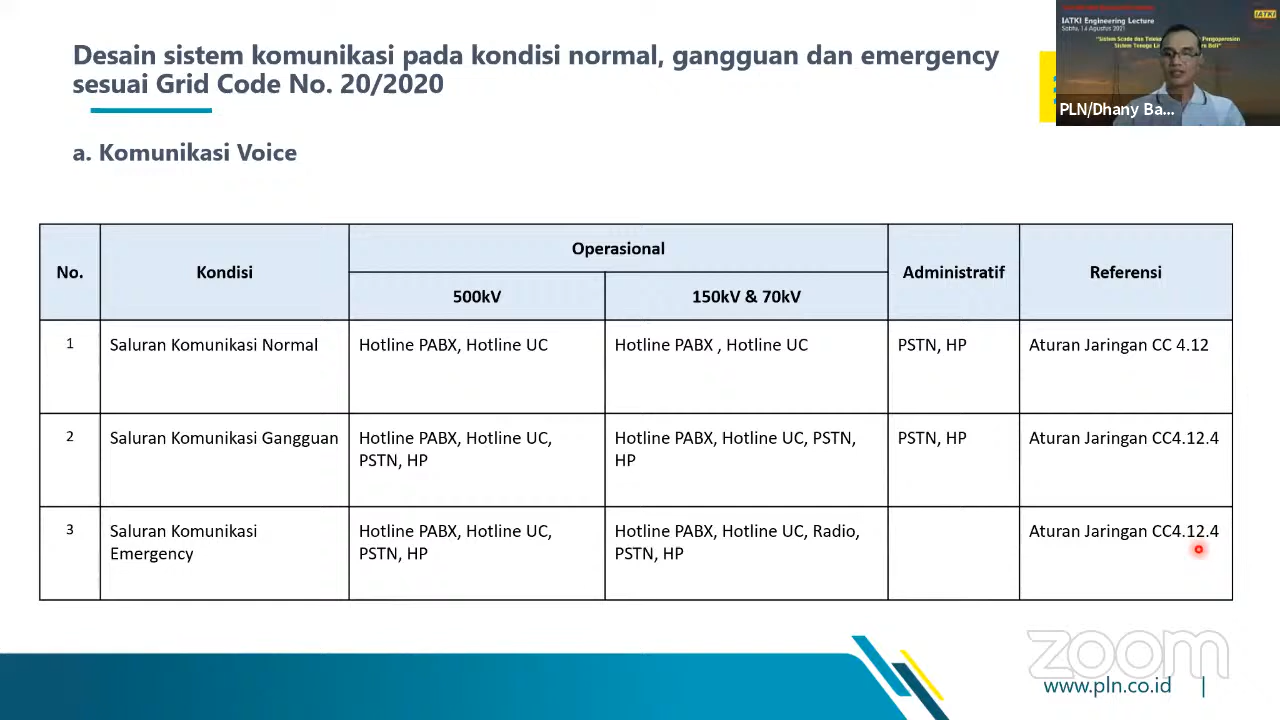 Desain sistem komunikasi pada kondisi normal, gangguan dan emergency
sesuai Grid Code No. 20/2020
IATKI Engineering Lecture
Sabtu, 14 Agustus 2021
IATKI
PLN/Dhany Ba...
a. Komunikasi Voice
No.
Kondisi
Operasional
500kV
150kV & 70kV
Administratif
Referensi
1
Saluran Komunikasi Normal
Hotline PABX, Hotline UC
Hotline PABX , Hotline UC
PSTN, HP
Aturan Jaringan CC 4.12
2
Saluran Komunikasi Gangguan
Hotline PABX, Hotline UC,
PSTN, HP
Hotline PABX, Hotline UC, PSTN,
HP
PSTN, HP
Aturan Jaringan CC4.12.4
3
Saluran Komunikasi
Emergency
Hotline PABX, Hotline UC,
PSTN, HP
Hotline PABX, Hotline UC, Radio,
PSTN, HP
Aturan Jaringan CC4.12.4
zoom
www.pln.co.id |